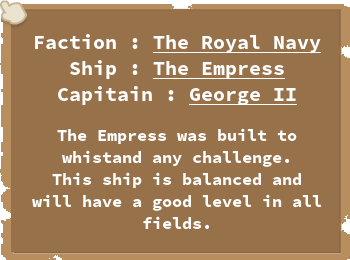 Faction : The Royal Navy
Ship : The Empress
Capitain : George II
The Empress was built to
whistand any challenge.
This ship is balanced and
will have a good level in all
fields.